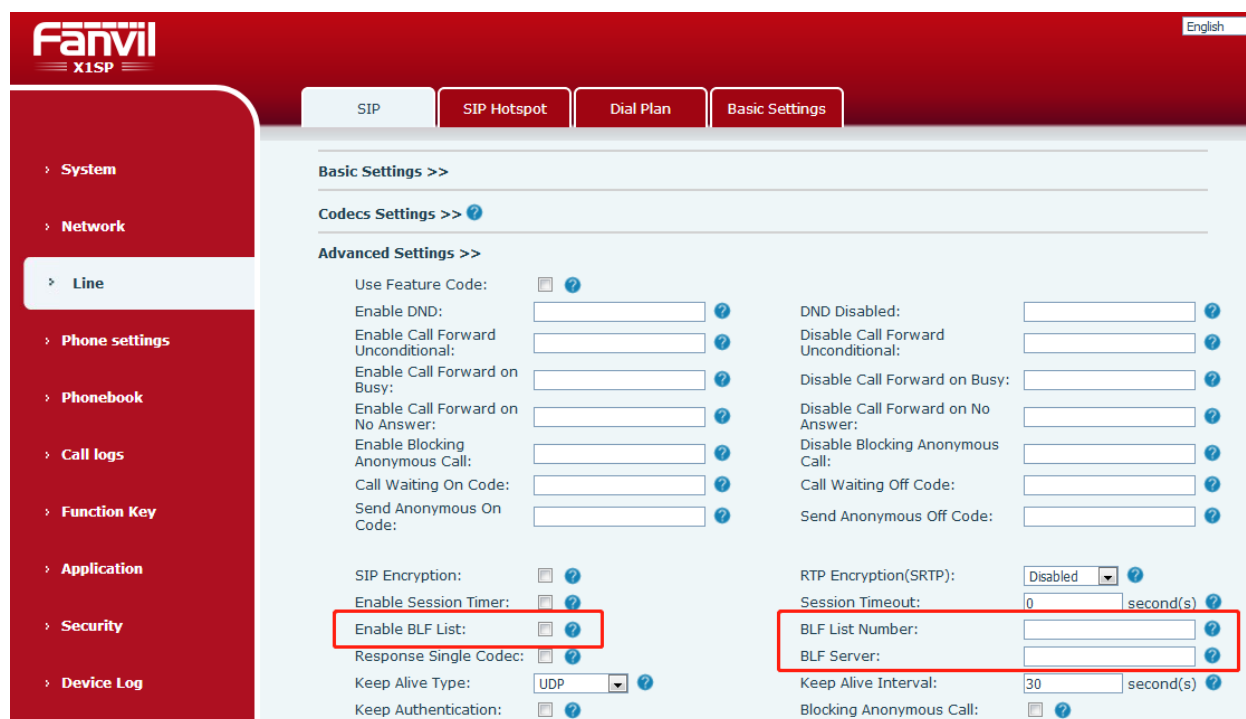 English
Fanvil
X1SP
SIP
SIP Hotspot
Dial Plan
Basic Settings
› System
› Network
› Line
› Phone settings
› Phonebook
› Call logs
› Function Key
› Application
› Security
› Device Log
Basic Settings >>
Codecs Settings >> ?
Advanced Settings >>
Use Feature Code: ?
Enable DND: ? DND Disabled: ?
Enable Call Forward
Unconditional: ? Disable Call Forward
Unconditional: ?
Enable Call Forward on
Busy: ? Disable Call Forward on Busy: ?
Enable Call Forward on
No Answer: ? Disable Call Forward on No
Answer: ?
Enable Blocking
Anonymous Call: ? Disable Blocking Anonymous
Call: ?
Call Waiting On Code: ? Call Waiting Off Code: ?
Send Anonymous On
Code: ? Send Anonymous Off Code: ?
SIP Encryption: ? RTP Encryption(SRTP): Disabled ?
Enable Session Timer: ? Session Timeout: 0 second(s) ?
Enable BLF List: ? BLF List Number: ?
Response Single Codec: ? BLF Server: ?
Keep Alive Type: UDP ? Keep Alive Interval: 30 second(s) ?
Keep Authentication: ? Blocking Anonymous Call: ?